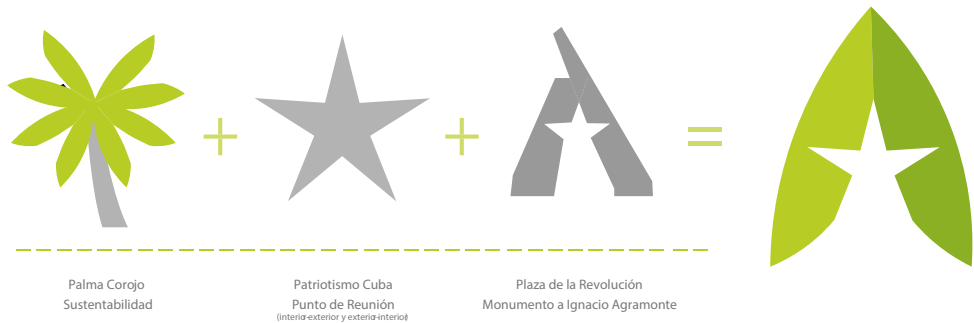 Palma Corojo
Sustentabilidad
Patriotismo Cuba
Punto de Reunión
(interior-exterior y exterior-interior)
Plaza de la Revolución
Monumento a Ignacio Agramonte